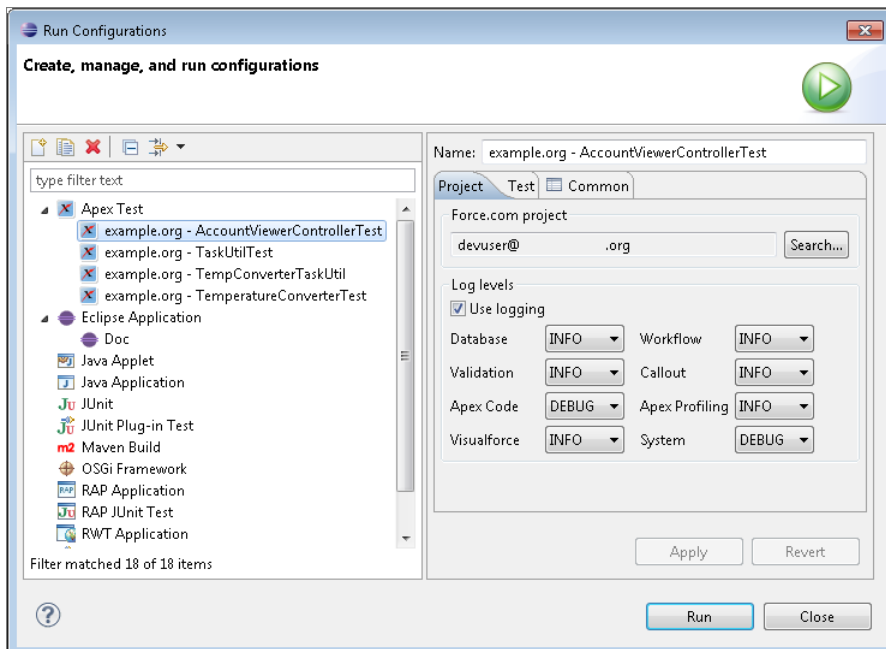 Run Configurations
Create, manage, and run configurations
type filter text
Apex Test
example.org - AccountViewerControllerTest
example.org - TaskUtilTest
example.org - TempConverterTaskUtil
example.org - TemperatureConverterTest
Eclipse Application
Doc
Java Applet
Java Application
Ju JUnit
JUnit Plug-in Test
m2 Maven Build
OSGi Framework
RAP RAP Application
Ju RAP JUnit Test
RWT Application
Filter matched 18 of 18 items
Name: example.org - AccountViewerControllerTest
Project Test Common
Force.com project
devuser@ .org Search...
Log levels
Use logging
Database INFO Workflow INFO
Validation INFO Callout INFO
Apex Code DEBUG Apex Profiling INFO
Visualforce INFO System DEBUG
Apply Revert
? Run Close